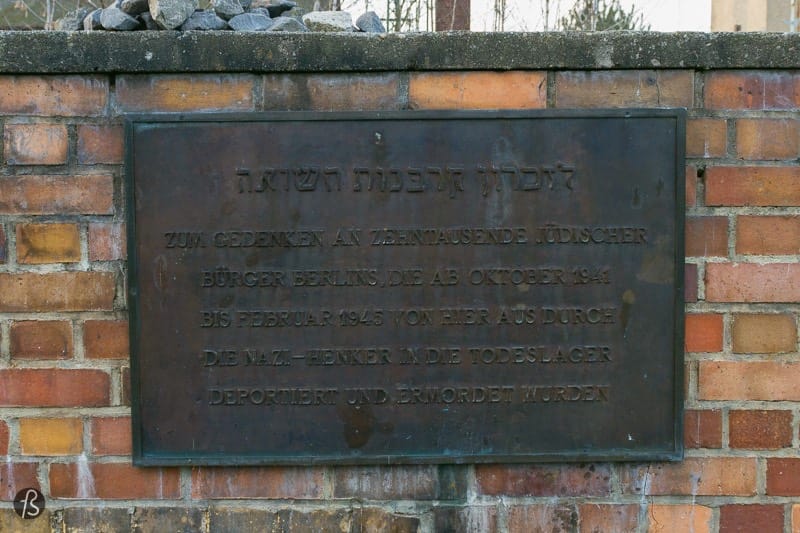 לזכרון קרבנות השואה
ZUM GEDENKEN AN ZEHNTAUSENDE JÜDISCHER
BÜRGER BERLINS, DIE AB OKTOBER 1941
BIS FEBRUAR 1945 VON HIER AUS DURCH
DIE NAZI-HENKER IN DIE TODESLAGER
DEPORTIERT UND ERMORDET WURDEN
ß